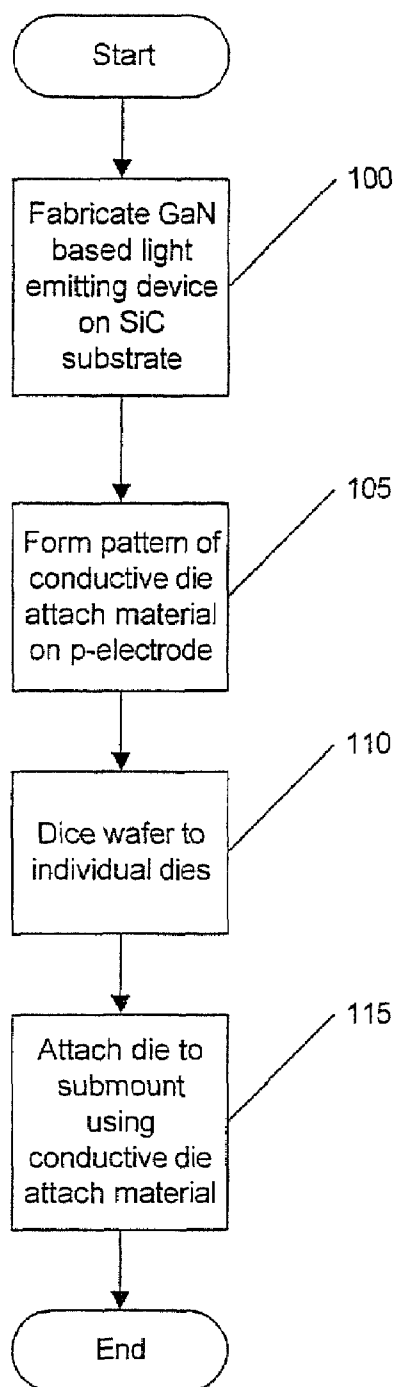 Start
100
Fabricate GaN
based light
emitting device
on SiC
substrate
105
Form pattern of
conductive die
attach material
on p-electrode
110
Dice wafer to
individual dies
115
Attach die to
submount
using
conductive die
attach material
End